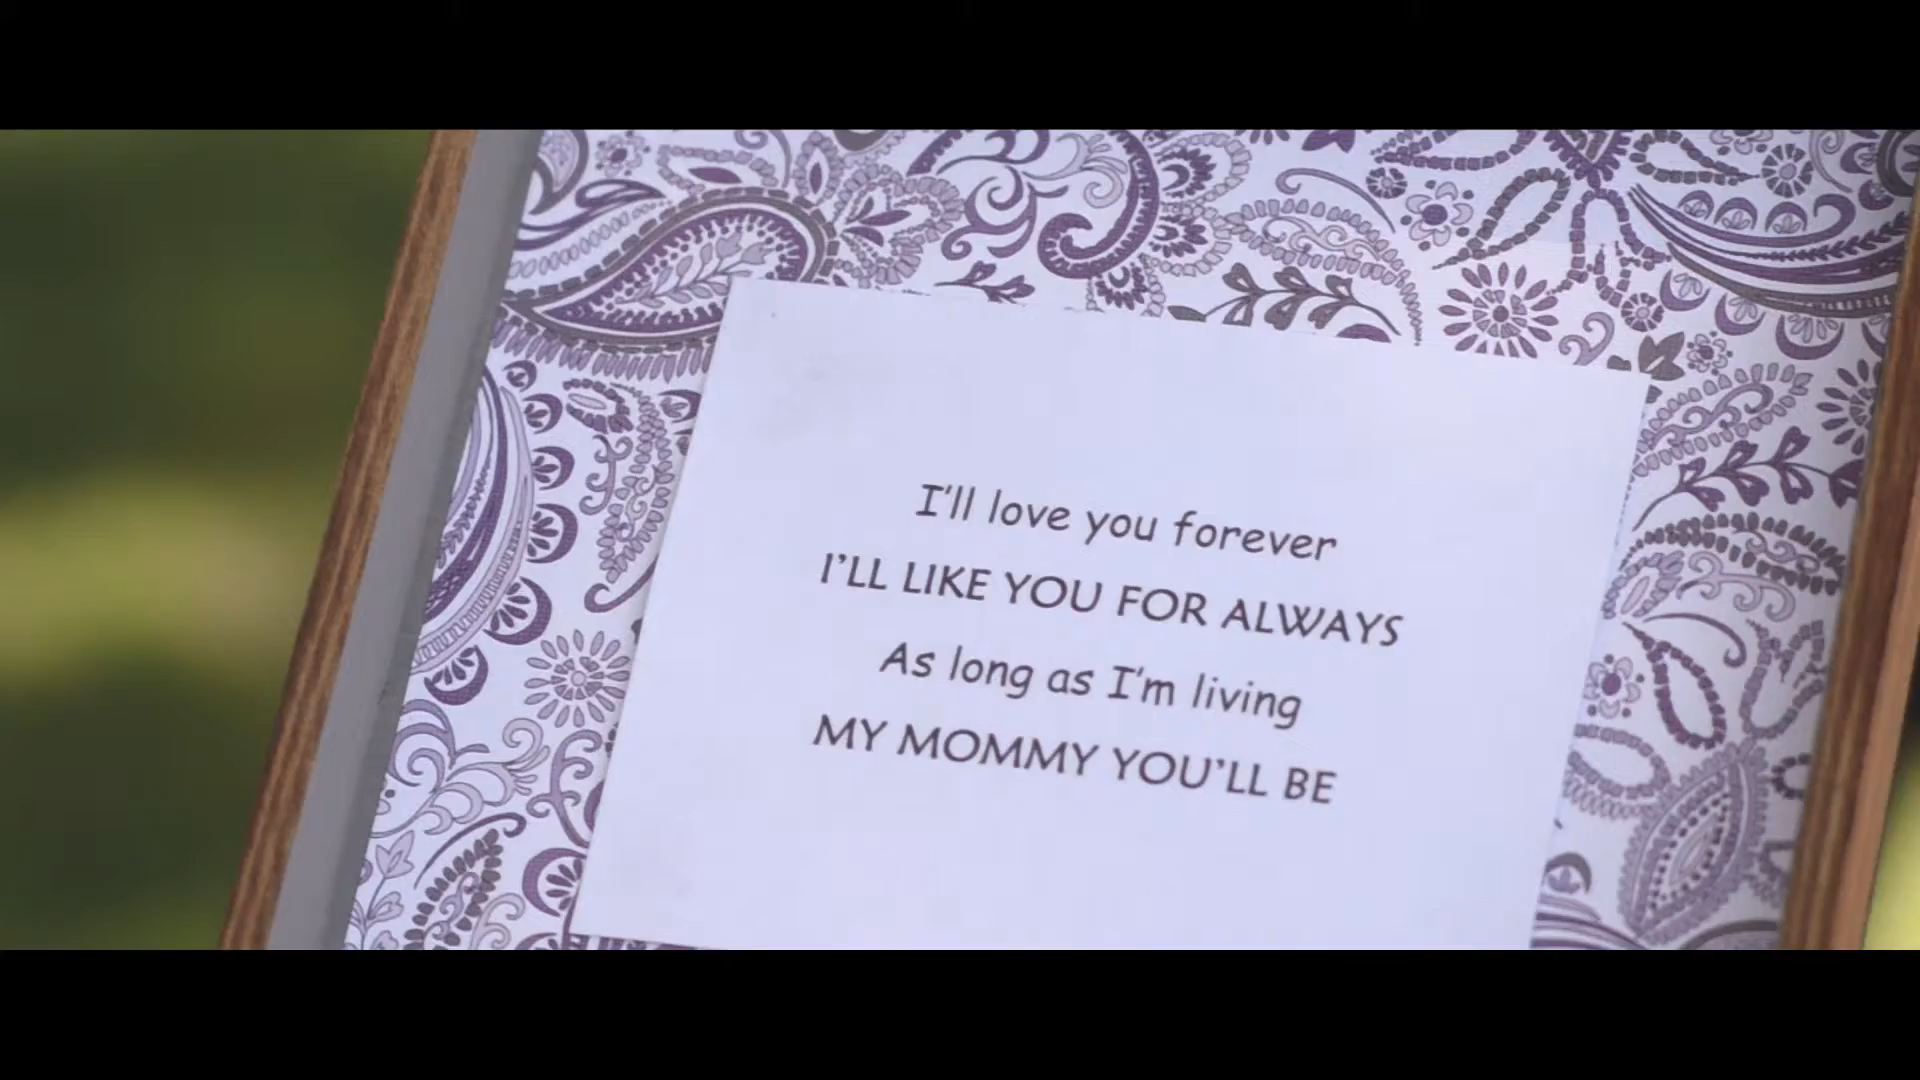 I'll love you forever
I'LL LIKE YOU FOR ALWAYS
As long as I'm living
MY MOMMY YOU'LL BE